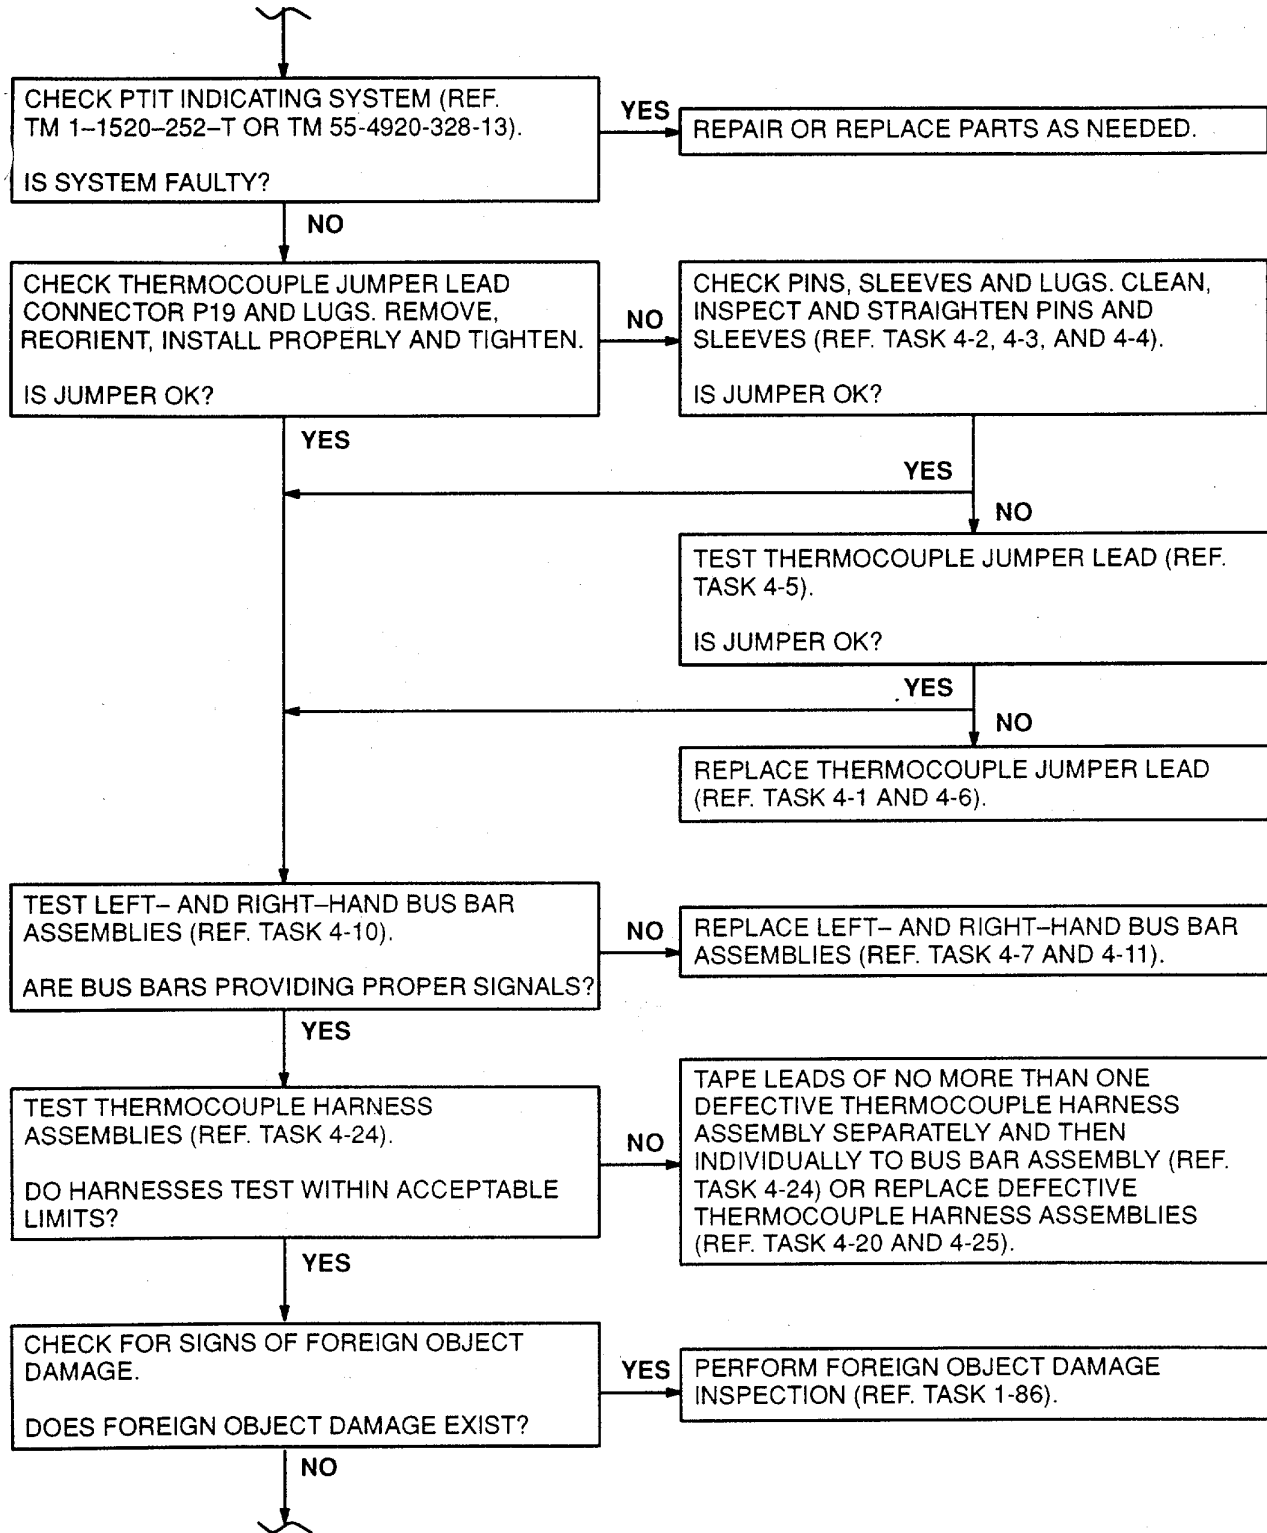 CHECK PTIT INDICATING SYSTEM (REF.
TM 1–1520–252–T OR TM 55-4920-328-13).
IS SYSTEM FAULTY?
YES
REPAIR OR REPLACE PARTS AS NEEDED.
NO
CHECK THERMOCOUPLE JUMPER LEAD
CONNECTOR P19 AND LUGS. REMOVE,
REORIENT, INSTALL PROPERLY AND TIGHTEN.
IS JUMPER OK?
NO
CHECK PINS, SLEEVES AND LUGS. CLEAN,
INSPECT AND STRAIGHTEN PINS AND
SLEEVES (REF. TASK 4-2, 4-3, AND 4-4).
IS JUMPER OK?
YES
YES
NO
TEST THERMOCOUPLE JUMPER LEAD (REF.
TASK 4-5).
IS JUMPER OK?
YES
NO
REPLACE THERMOCOUPLE JUMPER LEAD
(REF. TASK 4-1 AND 4-6).
TEST LEFT– AND RIGHT–HAND BUS BAR
ASSEMBLIES (REF. TASK 4-10).
ARE BUS BARS PROVIDING PROPER SIGNALS?
NO
REPLACE LEFT– AND RIGHT–HAND BUS BAR
ASSEMBLIES (REF. TASK 4-7 AND 4-11).
YES
TEST THERMOCOUPLE HARNESS
ASSEMBLIES (REF. TASK 4-24).
DO HARNESSES TEST WITHIN ACCEPTABLE
LIMITS?
NO
TAPE LEADS OF NO MORE THAN ONE
DEFECTIVE THERMOCOUPLE HARNESS
ASSEMBLY SEPARATELY AND THEN
INDIVIDUALLY TO BUS BAR ASSEMBLY (REF.
TASK 4-24) OR REPLACE DEFECTIVE
THERMOCOUPLE HARNESS ASSEMBLIES
(REF. TASK 4-20 AND 4-25).
YES
CHECK FOR SIGNS OF FOREIGN OBJECT
DAMAGE.
DOES FOREIGN OBJECT DAMAGE EXIST?
YES
PERFORM FOREIGN OBJECT DAMAGE
INSPECTION (REF. TASK 1-86).
NO